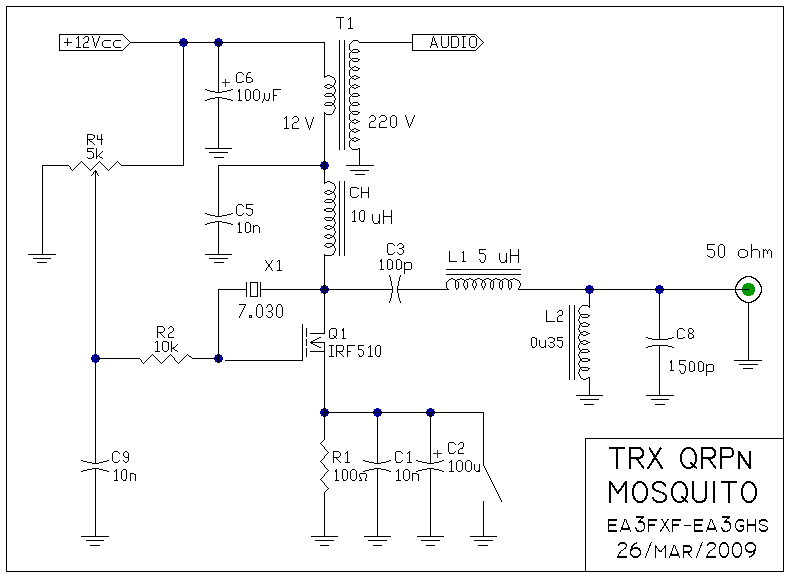 T1
+12Vcc
AUDIO
C6
+
100µF
12 V
220 V
R4
5k
CH
10 uH
C5
10n
C3
100p
L1 5 uH
50 ohm
X1
7.030
L2
0u35
C8
1500p
Q1
IRF510
R2
10k
C9
10n
R1
100Ω
C1
10n
+
C2
100u
TRX QRPN
MOSQUITO
EA3FXF-EA3GHS
26/MAR/2009